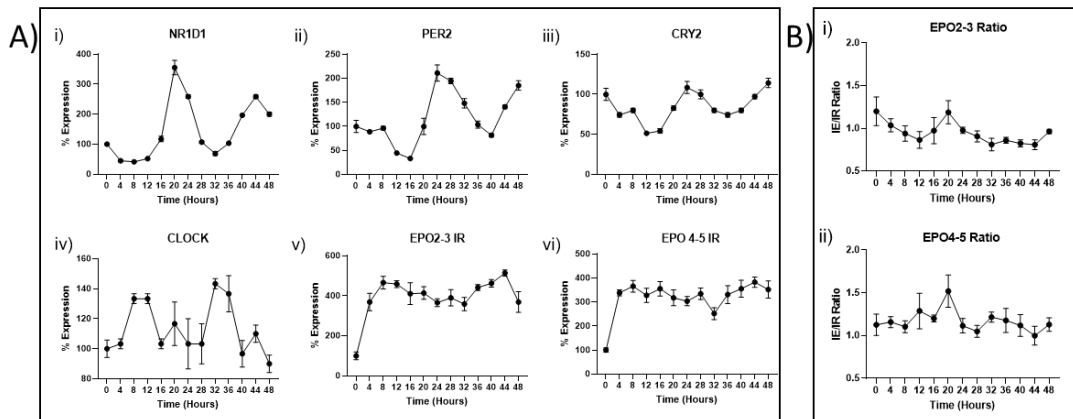 A)
i)
NR1D1
% Expression
400
300
200
100
0
0 4 8 12 16 20 24 28 32 36 40 44 48
Time (Hours)
ii)
PER2
% Expression
250
200
150
100
50
0
0 4 8 12 16 20 24 28 32 36 40 44 48
Time (Hours)
iii)
CRY2
% Expression
150
100
50
0
0 4 8 12 16 20 24 28 32 36 40 44 48
Time (Hours)
iv)
CLOCK
% Expression
160
140
120
100
80
0 4 8 12 16 20 24 28 32 36 40 44 48
Time (Hours)
v)
EPO2-3 IR
% Expression
600
400
200
0
0 4 8 12 16 20 24 28 32 36 40 44 48
Time (Hours)
vi)
EPO 4-5 IR
% Expression
500
400
300
200
100
0
0 4 8 12 16 20 24 28 32 36 40 44 48
Time (Hours)
B)
i)
EPO2-3 Ratio
IE/IR Ratio
2.0
1.5
1.0
0.5
0 4 8 12 16 20 24 28 32 36 40 44 48
Time (Hours)
ii)
EPO4-5 Ratio
IE/IR Ratio
2.0
1.5
1.0
0.5
0 4 8 12 16 20 24 28 32 36 40 44 48
Time (Hours)